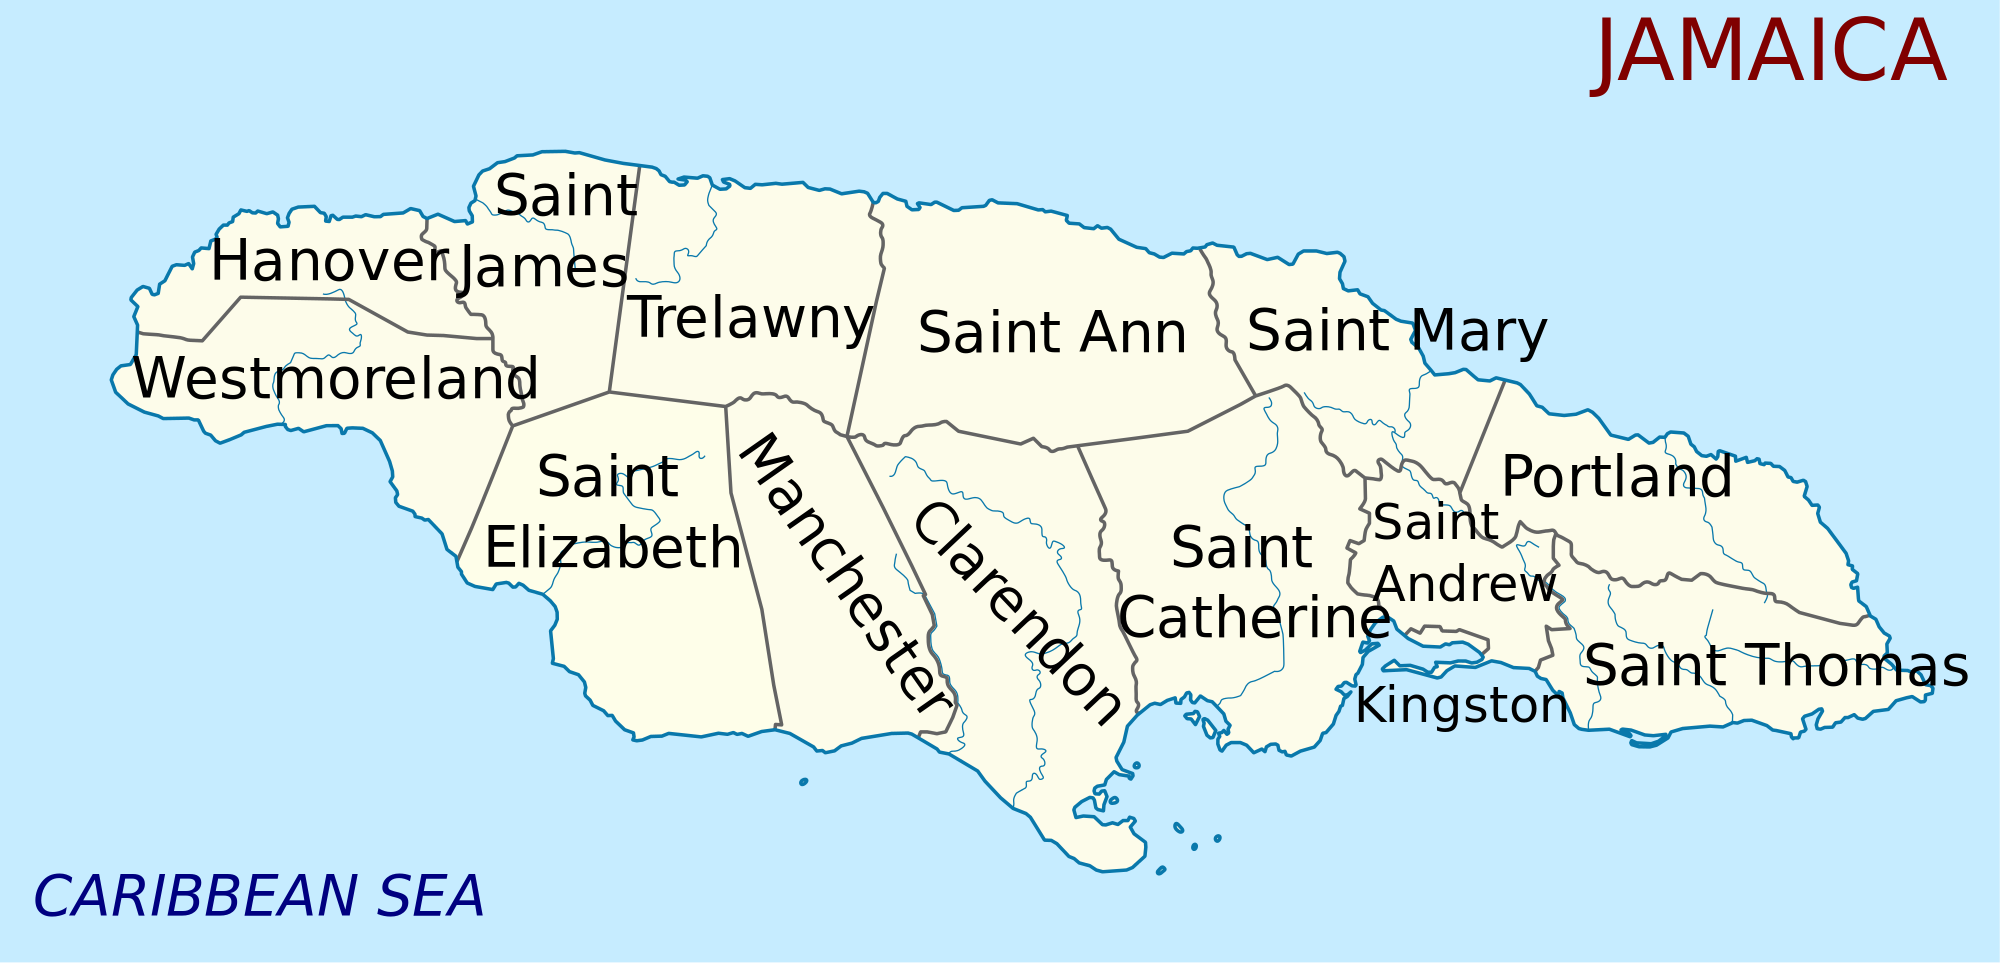 JAMAICA
Saint
James
Hanover
Westmoreland
Trelawny
Saint Ann
Saint Mary
Saint
Elizabeth
Manchester
Clarendon
Saint
Catherine
Saint
Andrew
Portland
Kingston
Saint Thomas
CARIBBEAN SEA